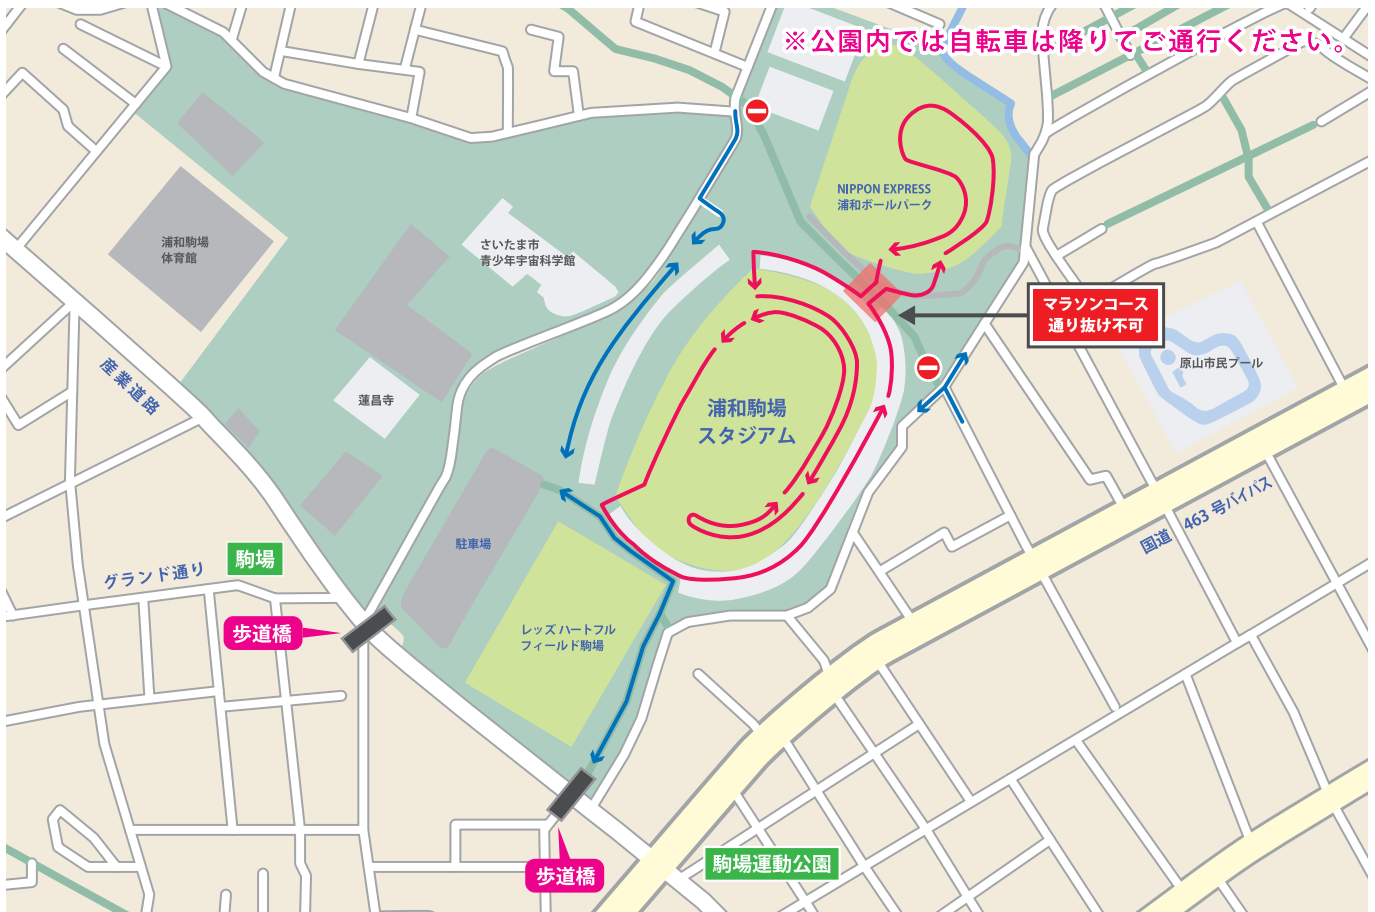 ※公園内では自転車は降りてご通行ください。
NIPPON EXPRESS
浦和ボールパーク
浦和駒場
体育館
さいたま市
青少年宇宙科学館
マラソンコース
通り抜け不可
原山市民プール
産業道路
蓮昌寺
浦和駒場
スタジアム
国道 463 号バイパス
駐車場
駒場
グランド通り
歩道橋
レッズ ハートフル
フィールド駒場
駒場運動公園
歩道橋